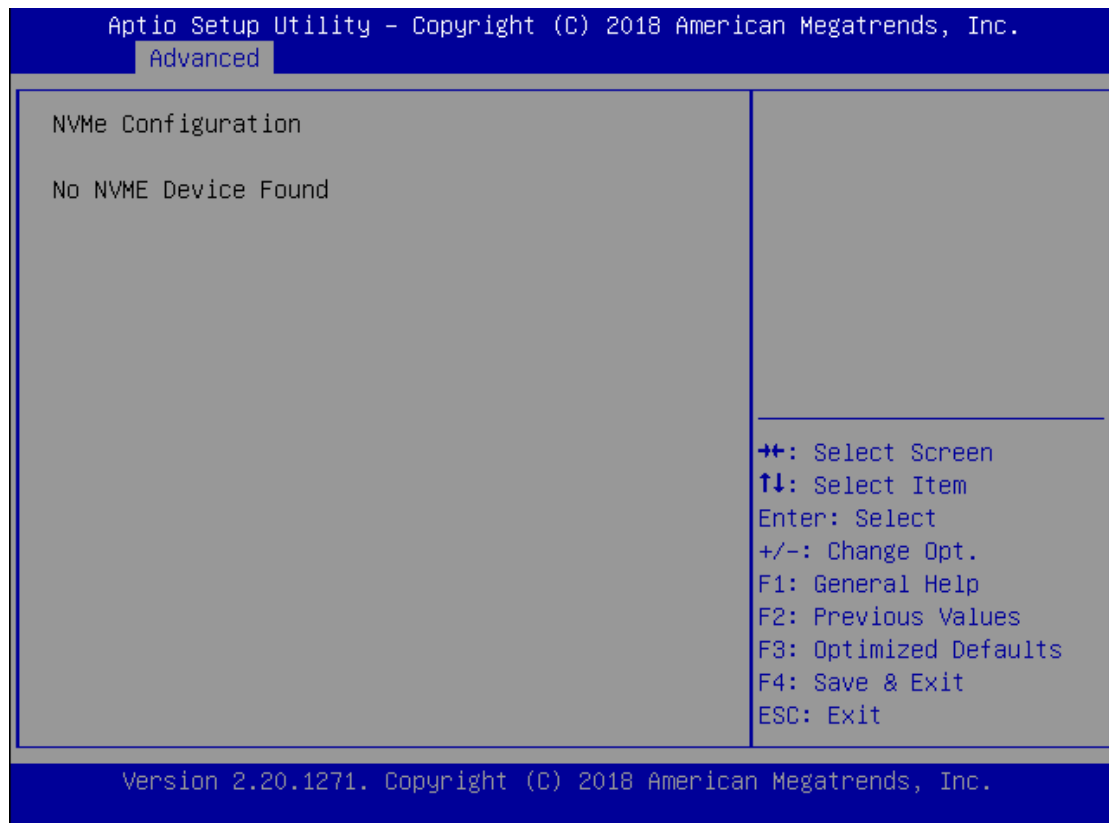 Aptio Setup Utility – Copyright (C) 2018 American Megatrends, Inc.
Advanced
NVMe Configuration
No NVME Device Found
→←: Select Screen
↑↓: Select Item
Enter: Select
+/-: Change Opt.
F1: General Help
F2: Previous Values
F3: Optimized Defaults
F4: Save & Exit
ESC: Exit
Version 2.20.1271. Copyright (C) 2018 American Megatrends, Inc.